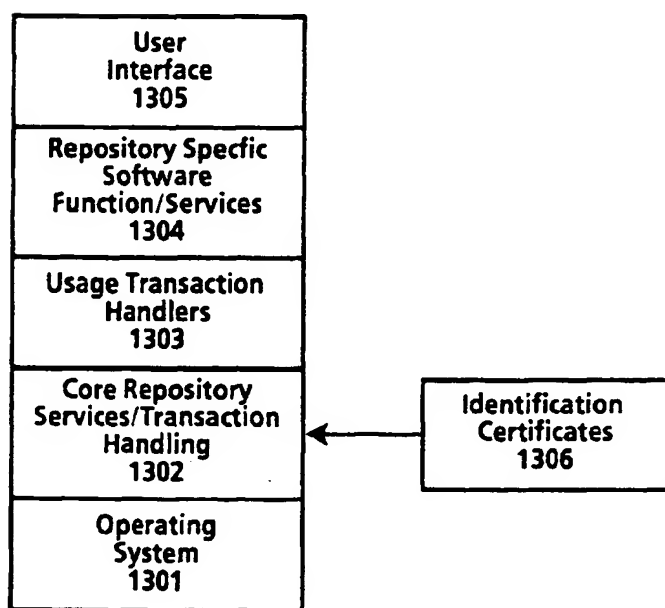 User
Interface
1305
Repository Specfic
Software
Function/Services
1304
Usage Transaction
Handlers
1303
Core Repository
Services/Transaction
Handling
1302
Identification
Certificates
1306
Operating
System
1301